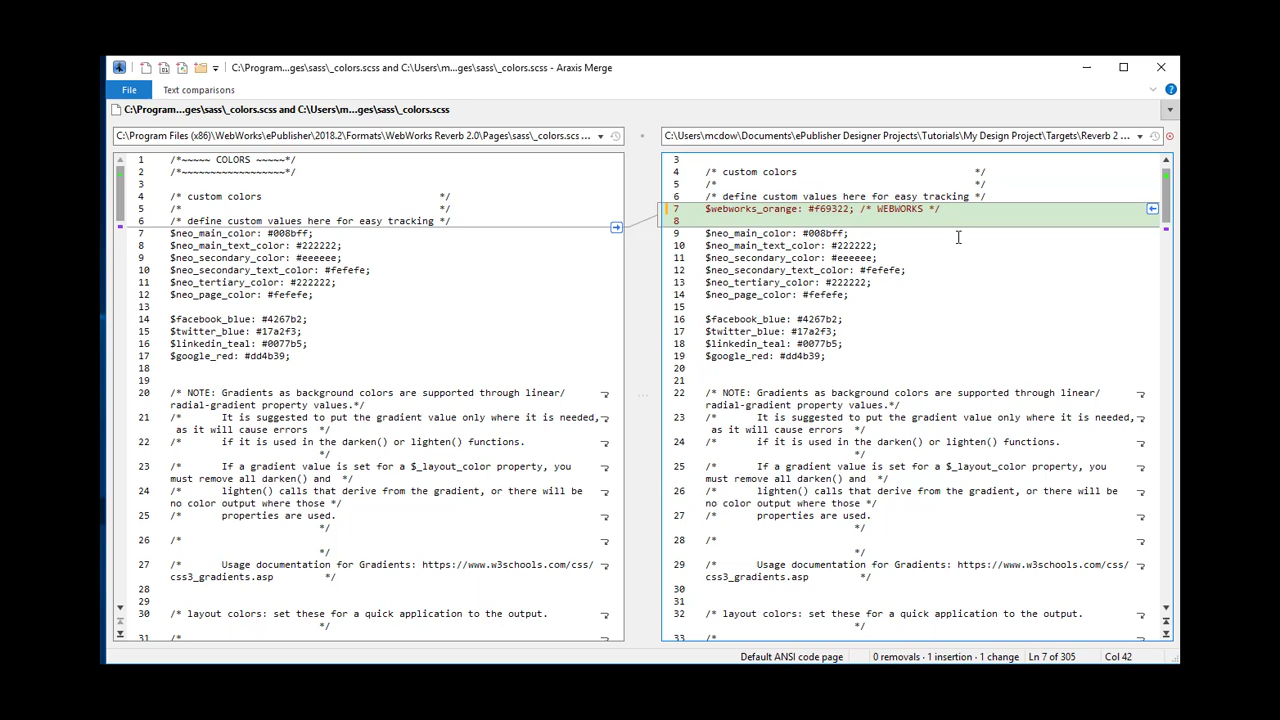 C:\Program...ges\sass\_colors.scss and C:\Users\m...ges\sass\_colors.scss - Araxis Merge
File Text comparisons
C:\Program...ges\sass\_colors.scss and C:\Users\m...ges\sass\_colors.scss
C:\Program Files (x86)\WebWorks\ePublisher\2018.2\Formats\WebWorks Reverb 2.0\Pages\sass\_colors.scss ...
1 /*~~~~~ COLORS ~~~~~*/
2 /*~~~~~~~~~~~~~~~~~~*/
3
4 /* custom colors */
5 /* */
6 /* define custom values here for easy tracking */
7 $neo_main_color: #008bff;
8 $neo_main_text_color: #222222;
9 $neo_secondary_color: #eeeeee;
10 $neo_secondary_text_color: #fefefe;
11 $neo_tertiary_color: #222222;
12 $neo_page_color: #fefefe;
13
14 $facebook_blue: #4267b2;
15 $twitter_blue: #17a2f3;
16 $linkedin_teal: #0077b5;
17 $google_red: #dd4b39;
18
19
20 /* NOTE: Gradients as background colors are supported through linear/
radial-gradient property values.*/
21 /* It is suggested to put the gradient value only where it is needed,
as it will cause errors */
22 /* if it is used in the darken() or lighten() functions.
*/
23 /* If a gradient value is set for a $_layout_color property, you
must remove all darken() and */
24 /* lighten() calls that derive from the gradient, or there will be
no color output where those */
25 /* properties are used.
*/
26 /*
*/
27 /* Usage documentation for Gradients: https://www.w3schools.com/css/
css3_gradients.asp */
28
29
30 /* layout colors: set these for a quick application to the output.
*/
31 /*
C:\Users\mcdow\Documents\ePublisher Designer Projects\Tutorials\My Design Project\Targets\Reverb 2 ...
3
4 /* custom colors */
5 /* */
6 /* define custom values here for easy tracking */
7 $webworks_orange: #f69322; /* WEBWORKS */
8
9 $neo_main_color: #008bff;
10 $neo_main_text_color: #222222;
11 $neo_secondary_color: #eeeeee;
12 $neo_secondary_text_color: #fefefe;
13 $neo_tertiary_color: #222222;
14 $neo_page_color: #fefefe;
15
16 $facebook_blue: #4267b2;
17 $twitter_blue: #17a2f3;
18 $linkedin_teal: #0077b5;
19 $google_red: #dd4b39;
20
21
22 /* NOTE: Gradients as background colors are supported through linear/
radial-gradient property values.*/
23 /* It is suggested to put the gradient value only where it is needed,
as it will cause errors */
24 /* if it is used in the darken() or lighten() functions.
*/
25 /* If a gradient value is set for a $_layout_color property, you
must remove all darken() and */
26 /* lighten() calls that derive from the gradient, or there will be
no color output where those */
27 /* properties are used.
*/
28 /*
*/
29 /* Usage documentation for Gradients: https://www.w3schools.com/css/
css3_gradients.asp */
30
31
32 /* layout colors: set these for a quick application to the output.
*/
33 /*
Default ANSI code page 0 removals · 1 insertion · 1 change Ln 7 of 305 Col 42